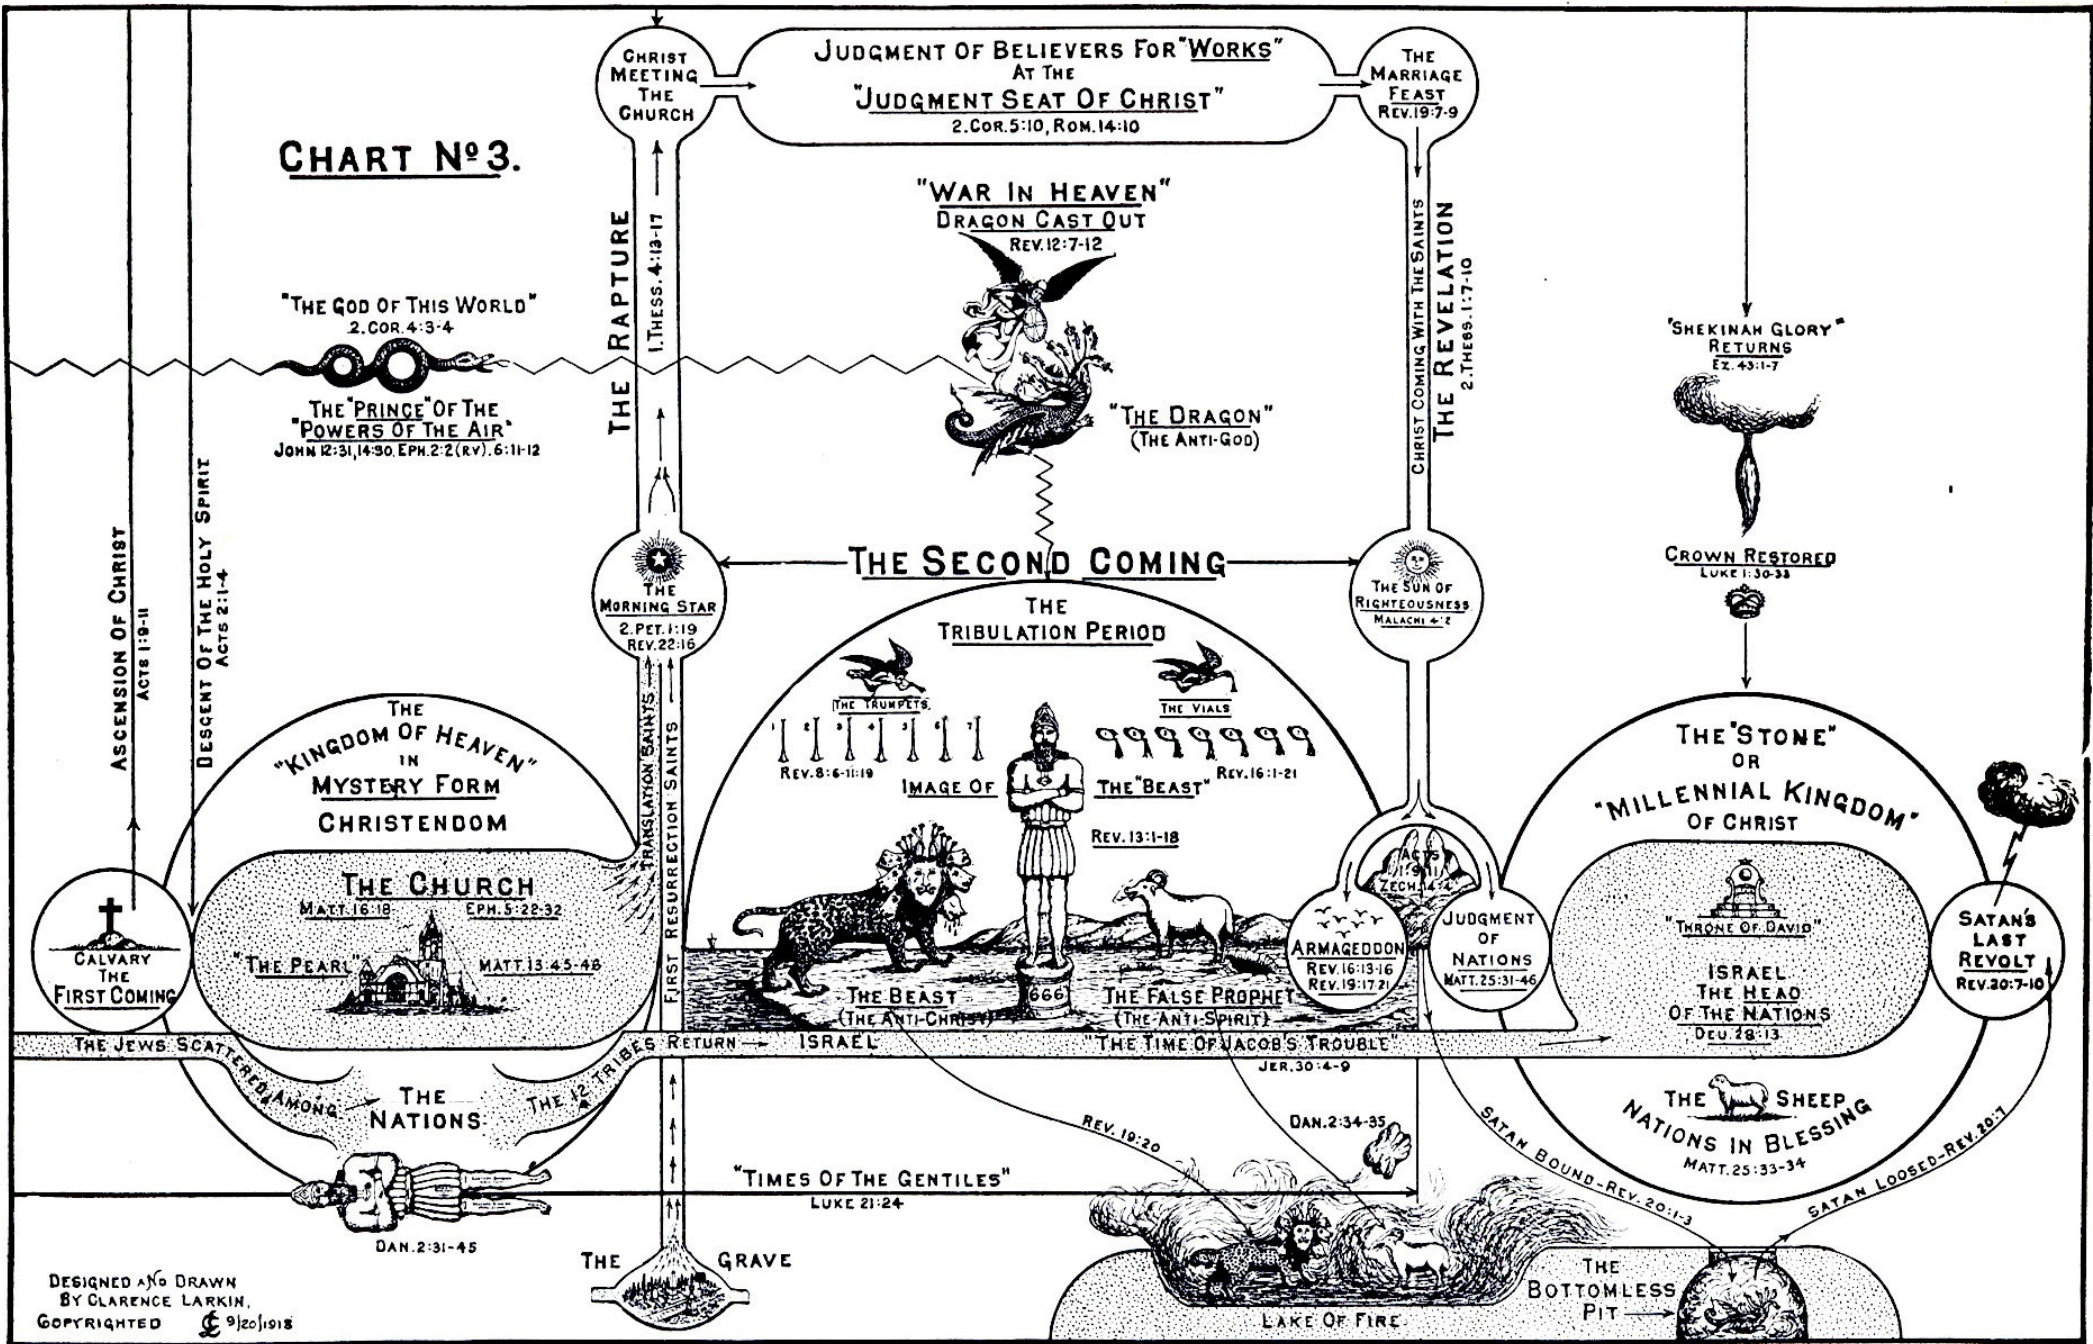 CHART Nº 3.
CHRIST
MEETING
THE
CHURCH
JUDGMENT OF BELIEVERS FOR "WORKS"
AT THE
"JUDGMENT SEAT OF CHRIST"
2.COR.5:10, ROM.14:10
THE
MARRIAGE
FEAST
REV.19:7-9
"WAR IN HEAVEN"
DRAGON CAST OUT
REV.12:7-12
THE RAPTURE
1.THESS.4:13-17
CHRIST COMING WITH THE SAINTS
THE REVELATION
2.THESS.1:7-10
"THE GOD OF THIS WORLD"
2.COR.4:3-4
THE "PRINCE" OF THE
"POWERS OF THE AIR"
JOHN 12:31, 14:30, EPH.2:2 (RV). 6:11-12
"THE DRAGON"
(THE ANTI-GOD)
"SHEKINAH GLORY"
RETURNS
EZ.43:1-7
CROWN RESTORED
LUKE 1:30-33
ASCENSION OF CHRIST
ACTS 1:9-11
DESCENT OF THE HOLY SPIRIT
ACTS 2:1-4
THE SECOND COMING
THE
MORNING STAR
2.PET.1:19
REV.22:16
THE SUN OF
RIGHTEOUSNESS
MALACHI 4:2
THE
TRIBULATION PERIOD
THE TRUMPETS
1 2 3 4 5 6 7
REV.8:6-11:19
THE VIALS
REV.16:1-21
IMAGE OF THE "BEAST"
REV.13:1-18
THE
"KINGDOM OF HEAVEN"
IN
MYSTERY FORM
CHRISTENDOM
THE CHURCH
MATT.16:18 EPH.5:22-32
"THE PEARL" MATT.13:45-46
CALVARY
THE
FIRST COMING
TRANSLATION SAINTS
FIRST RESURRECTION SAINTS
THE BEAST
(THE ANTI-CHRIST)
666
THE FALSE PROPHET
(THE ANTI-SPIRIT)
ACTS
1:9-11
ZECH.14:4
ARMAGEDDON
REV.16:13-16
REV.19:17-21
JUDGMENT
OF
NATIONS
MATT.25:31-46
THE "STONE"
OR
"MILLENNIAL KINGDOM"
OF CHRIST
"THRONE OF DAVID"
ISRAEL
THE HEAD
OF THE NATIONS
DEU.28:13
SATAN'S
LAST
REVOLT
REV.20:7-10
THE JEWS SCATTERED AMONG
THE
NATIONS
THE 12 TRIBES RETURN
ISRAEL
"THE TIME OF JACOB'S TROUBLE"
JER.30:4-9
THE SHEEP
NATIONS IN BLESSING
MATT.25:33-34
REV.19:20
DAN.2:34-35
SATAN BOUND-REV.20:1-3
SATAN LOOSED-REV.20:7
"TIMES OF THE GENTILES"
LUKE 21:24
DAN.2:31-45
THE GRAVE
LAKE OF FIRE
THE
BOTTOMLESS
PIT
DESIGNED AND DRAWN
BY CLARENCE LARKIN.
COPYRIGHTED CL 9/20/1918